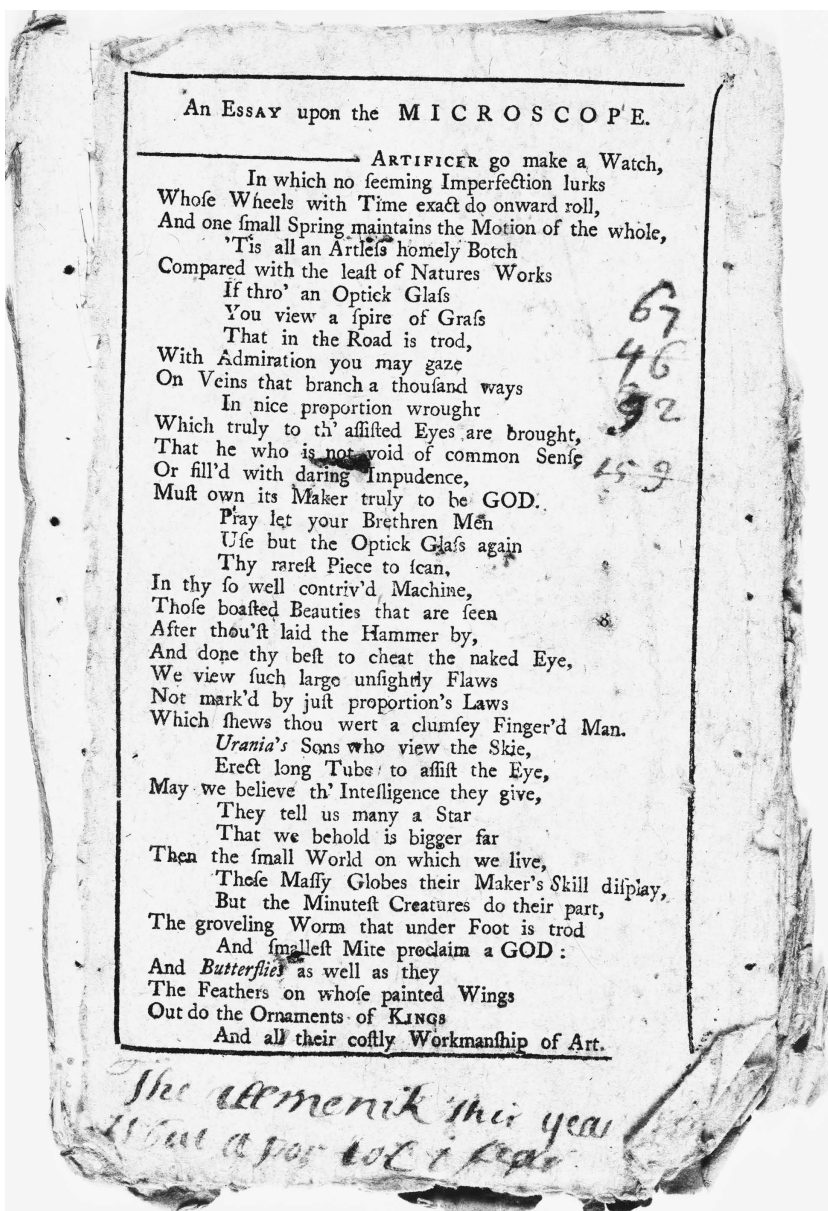 An ESSAY upon the MICROSCOPE.
ARTIFICER go make a Watch,
In which no ſeeming Imperfection lurks
Whoſe Wheels with Time exact do onward roll,
And one ſmall Spring maintains the Motion of the whole,
'Tis all an Artleſs homely Botch
Compared with the leaſt of Natures Works
If thro' an Optick Glaſs
You view a ſpire of Graſs
That in the Road is trod,
With Admiration you may gaze
On Veins that branch a thouſand ways
In nice proportion wrought
Which truly to th' aſſiſted Eyes are brought,
That he who is not void of common Senſe
Or fill'd with daring Impudence,
Muſt own its Maker truly to be GOD.
Pray let your Brethren Men
Uſe but the Optick Glaſs again
Thy rareſt Piece to ſcan,
In thy ſo well contriv'd Machine,
Thoſe boaſted Beauties that are ſeen
After thou'ſt laid the Hammer by,
And done thy beſt to cheat the naked Eye,
We view ſuch large unſightly Flaws
Not mark'd by juſt proportion's Laws
Which ſhews thou wert a clumſey Finger'd Man.
Urania's Sons who view the Skie,
Erect long Tube to aſſiſt the Eye,
May we believe th' Intelligence they give,
They tell us many a Star
That we behold is bigger far
Then the ſmall World on which we live,
Theſe Maſſy Globes their Maker's Skill diſplay,
But the Minuteſt Creatures do their part,
The groveling Worm that under Foot is trod
And ſmalleſt Mite proclaim a GOD:
And Butterflies as well as they
The Feathers on whoſe painted Wings
Out do the Ornaments of KINGS
And all their coſtly Workmanſhip of Art.
67
46
The this year
i fear